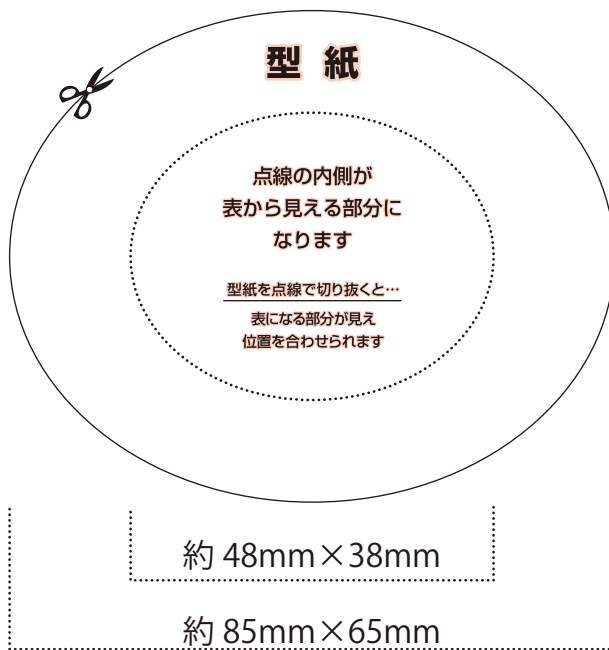 型 紙
点線の内側が
表から見える部分に
なります
型紙を点線で切り抜くと…
表になる部分が見え
位置を合わせられます
約 48mm×38mm
約 85mm×65mm